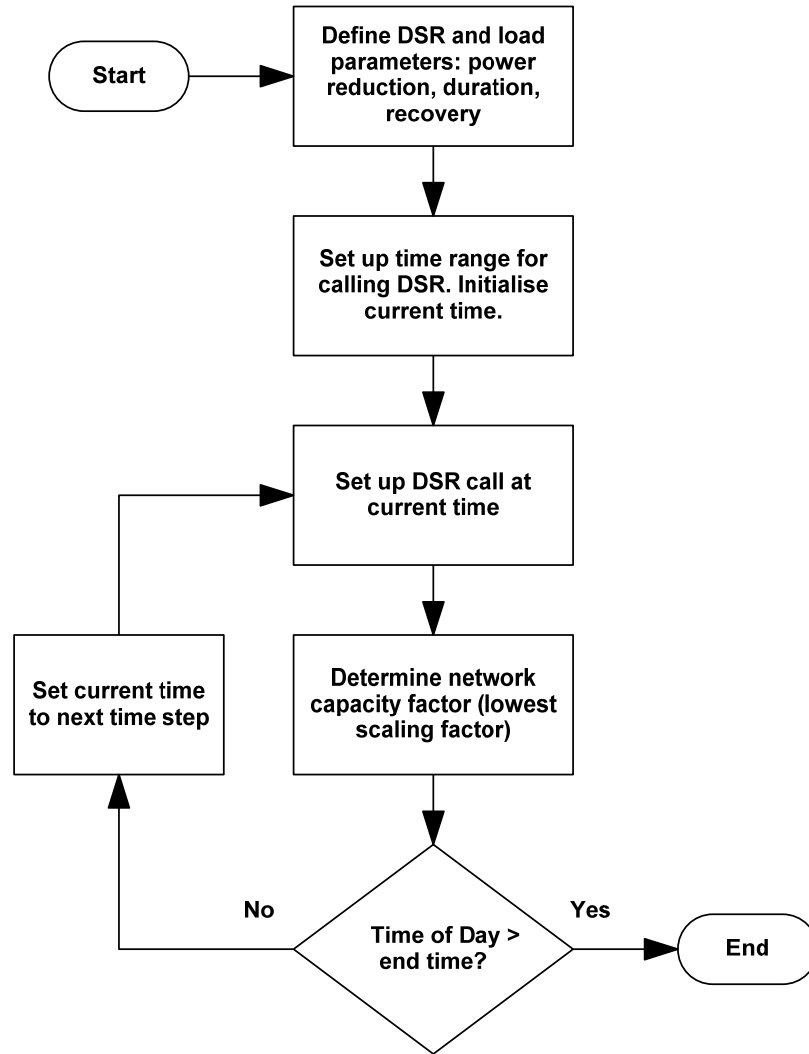 Start
Define DSR and load
parameters: power
reduction, duration,
recovery
Set up time range for
calling DSR. Initialise
current time.
Set up DSR call at
current time
Set current time
to next time step
Determine network
capacity factor (lowest
scaling factor)
No
Yes
Time of Day >
end time?
End